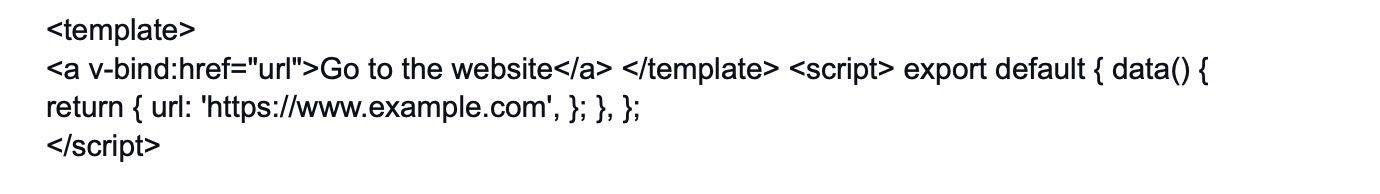 <template>
<a v-bind:href="url">Go to the website</a> </template> <script> export default { data() {
return { url: 'https://www.example.com', }; }, };
</script>